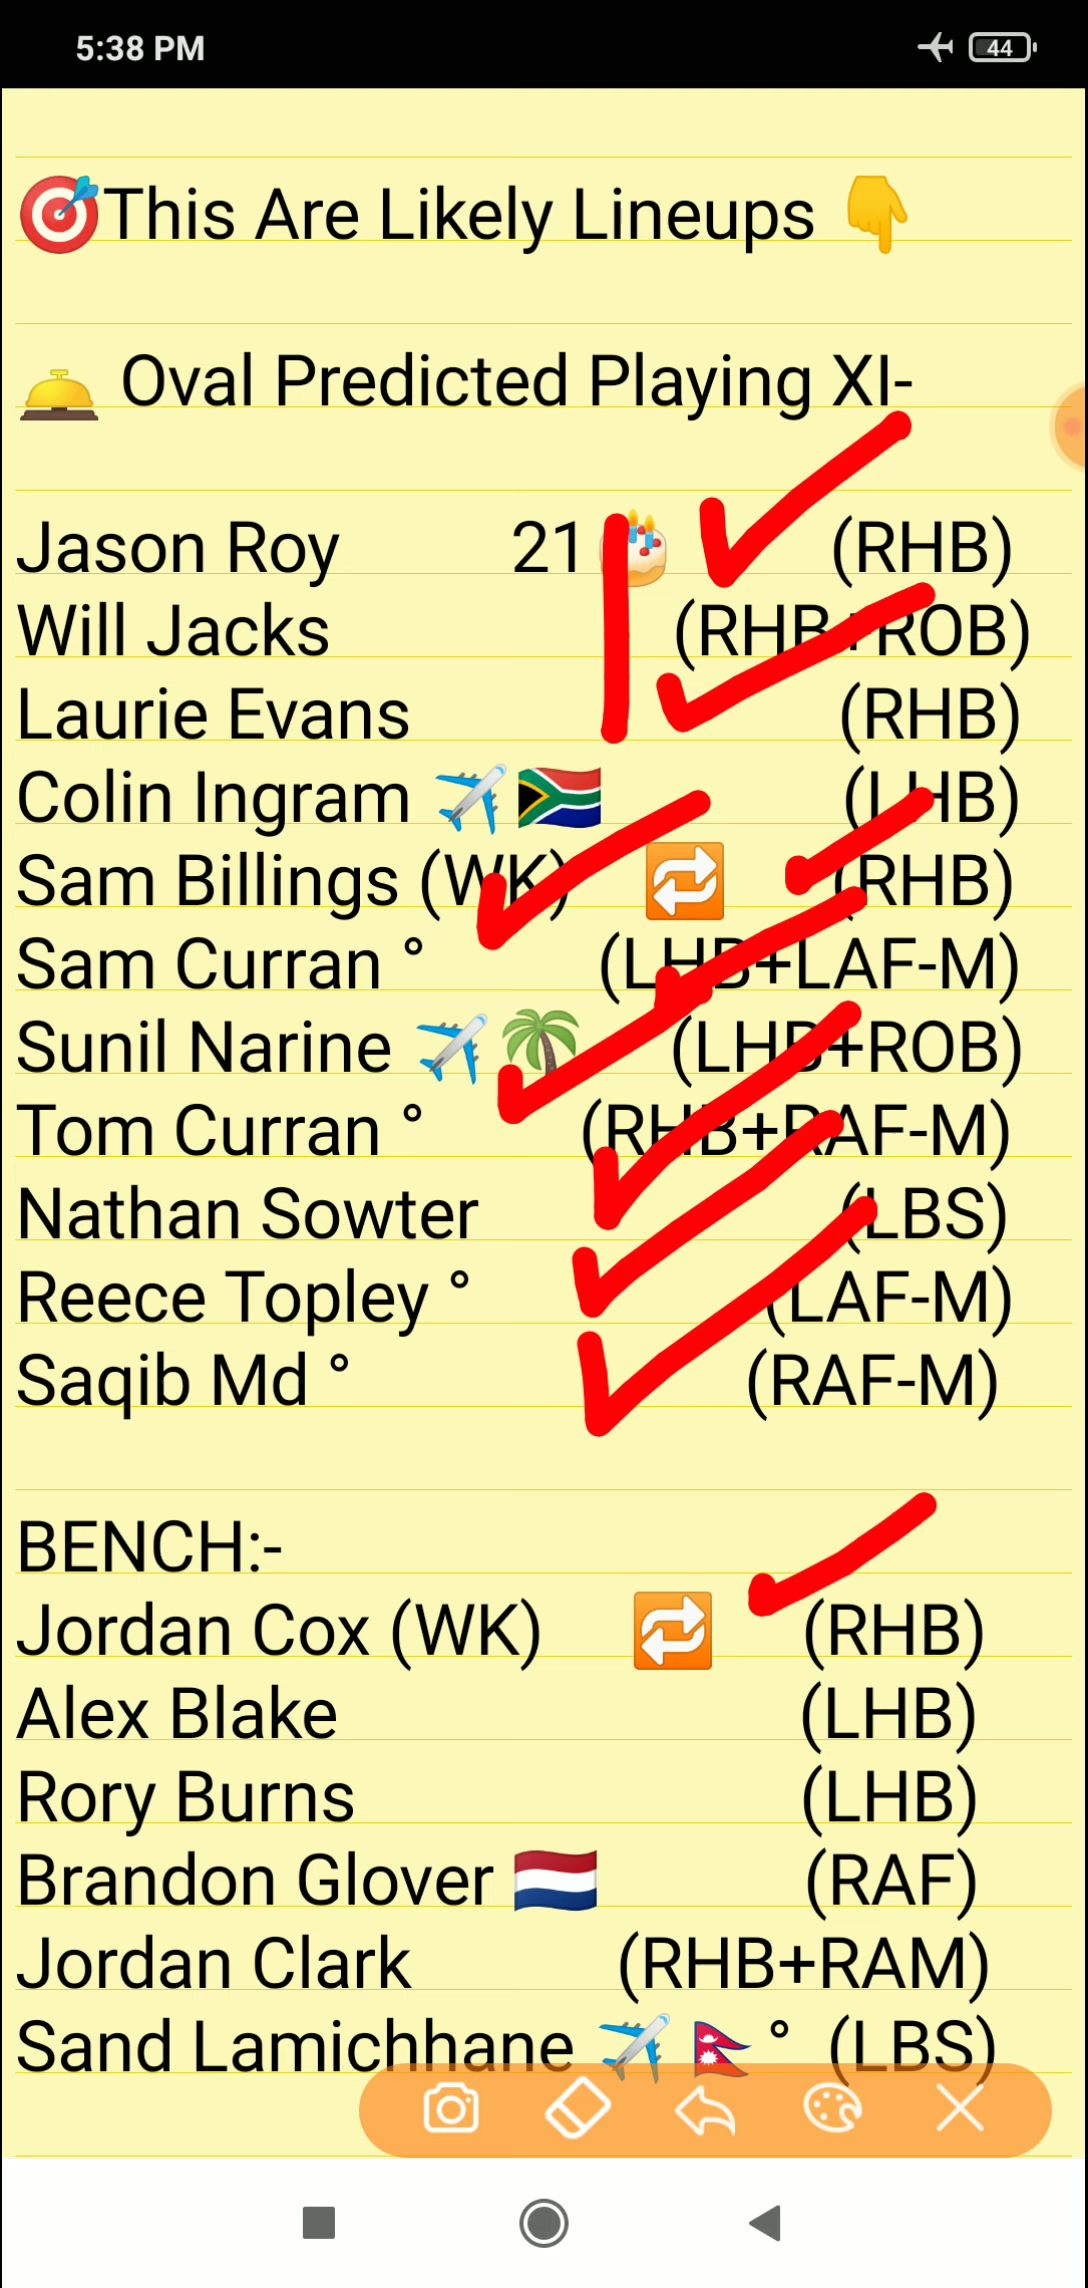 5:38 PM 44
🎯This Are Likely Lineups 👇
🛎️ Oval Predicted Playing XI-
Jason Roy 21🎂 (RHB)
Will Jacks (RHB+ROB)
Laurie Evans (RHB)
Colin Ingram ✈️🇿🇦 (LHB)
Sam Billings (WK) 🔁 (RHB)
Sam Curran ° (LHB+LAF-M)
Sunil Narine ✈️🌴 (LHB+ROB)
Tom Curran ° (RHB+RAF-M)
Nathan Sowter (LBS)
Reece Topley ° (LAF-M)
Saqib Md ° (RAF-M)
BENCH:-
Jordan Cox (WK) 🔁 (RHB)
Alex Blake (LHB)
Rory Burns (LHB)
Brandon Glover 🇳🇱 (RAF)
Jordan Clark (RHB+RAM)
Sand Lamichhane ✈️🇳🇵° (LBS)